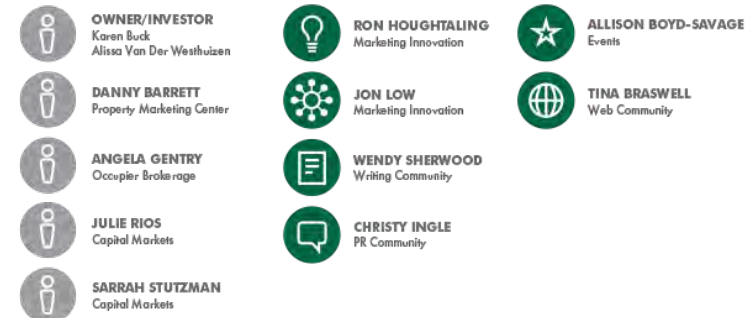 OWNER/INVESTOR
Karen Buck
Alissa Van Der Westhuizen
DANNY BARRETT
Property Marketing Center
ANGELA GENTRY
Occupier Brokerage
JULIE RIOS
Capital Markets
SARRAH STUTZMAN
Capital Markets
RON HOUGHTALING
Marketing Innovation
JON LOW
Marketing Innovation
WENDY SHERWOOD
Writing Community
CHRISTY INGLE
PR Community
ALLISON BOYD-SAVAGE
Events
TINA BRASWELL
Web Community